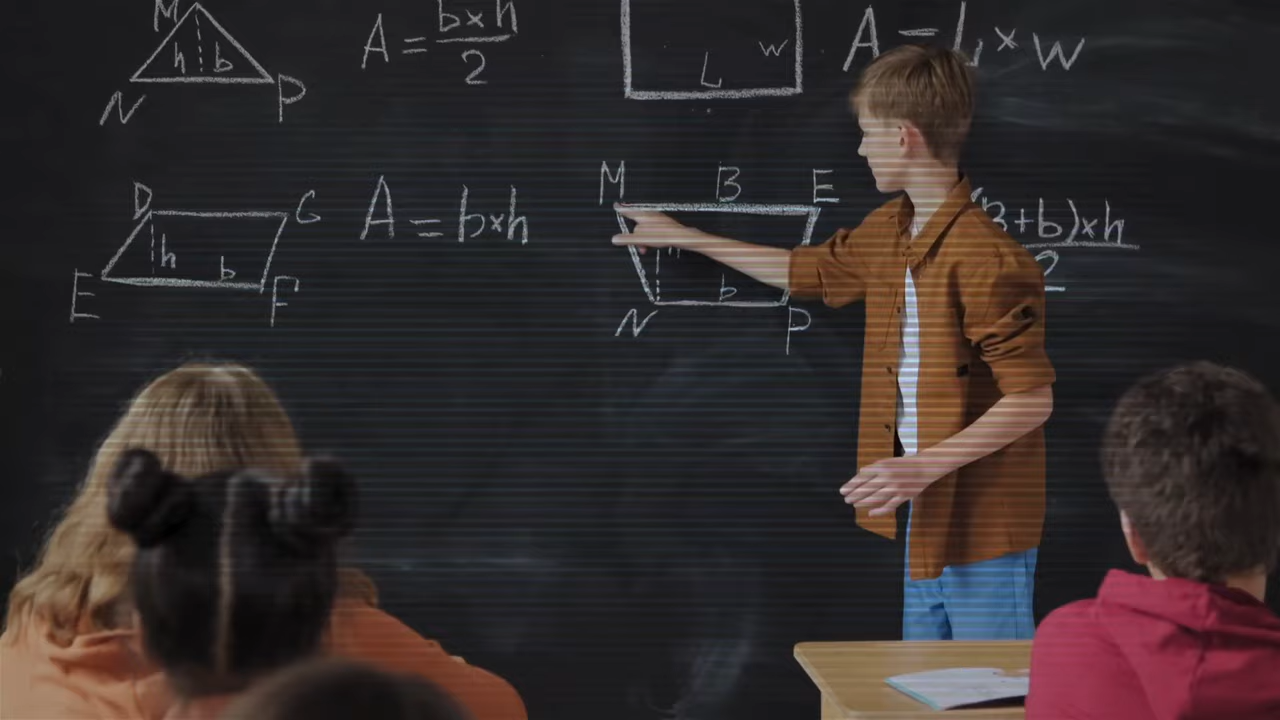 M
h b
N P
A = b×h
2
w
L
A = L×w
D G
h b
E F
A = b×h
M B E
h b
N P
(B+b)×h
2